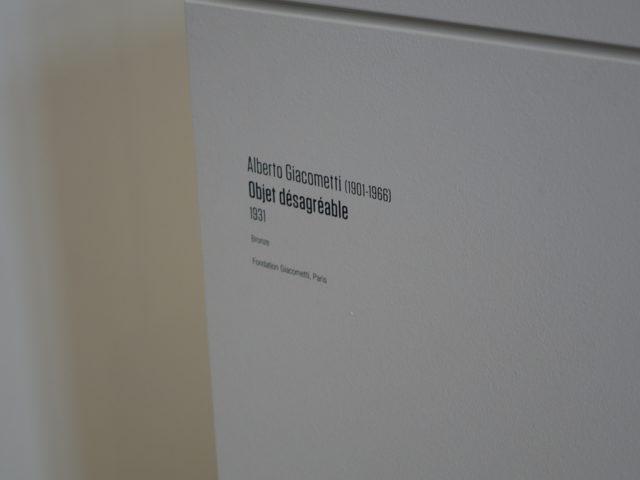 Alberto Giacometti (1901-1966)
Objet désagréable
1931
Bronze
Fondation Giacometti, Paris